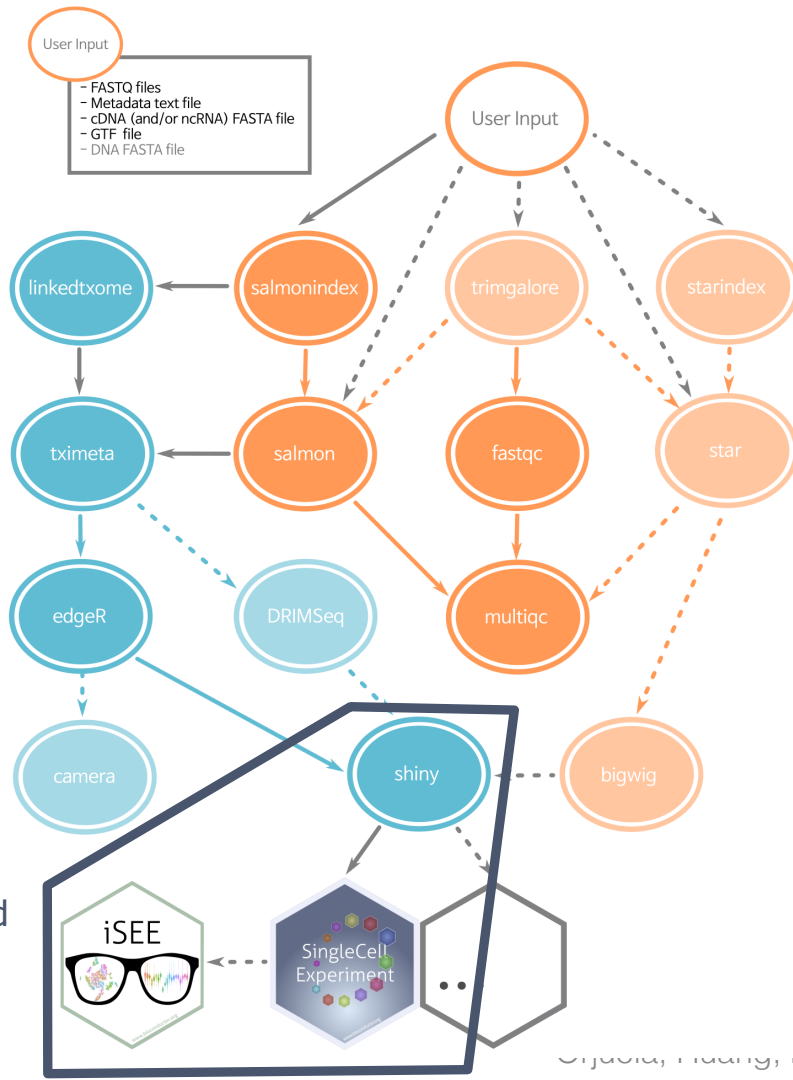 User Input
- FASTQ files
- Metadata text file
- cDNA (and/or ncRNA) FASTA file
- GTF file
- DNA FASTA file
User Input
linkedtxome
salmonindex
trimgalore
starindex
tximeta
salmon
fastqc
star
edgeR
DRIMSeq
multiqc
camera
shiny
bigwig
iSEE
SingleCell
Experiment